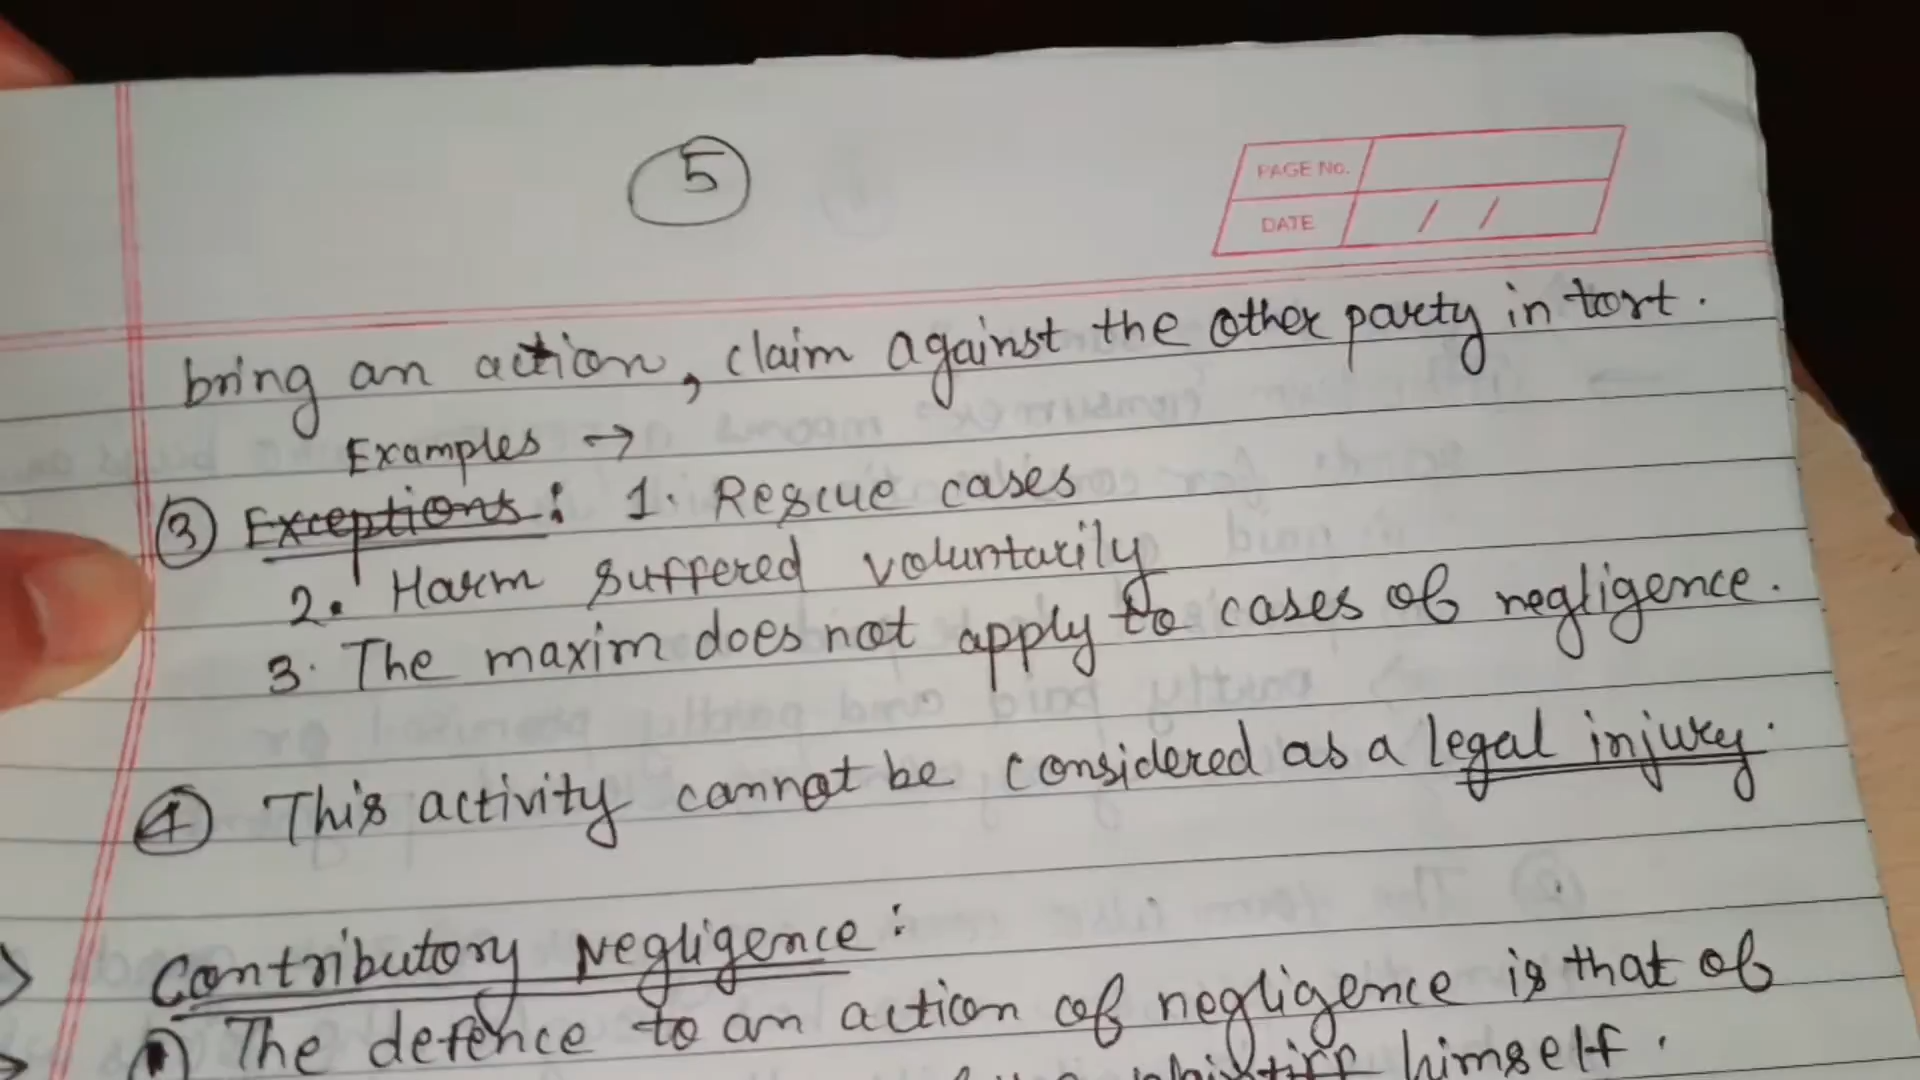 5
PAGE No.
DATE / /
bring an action, claim against the other party in tort.
Examples →
③ Exceptions: 1. Rescue cases
2. Harm suffered voluntarily
3. The maxim does not apply to cases of negligence.
④ This activity cannot be considered as a legal injury.
Contributory Negligence:
① The defence to an action of negligence is that of
plaintiff himself.